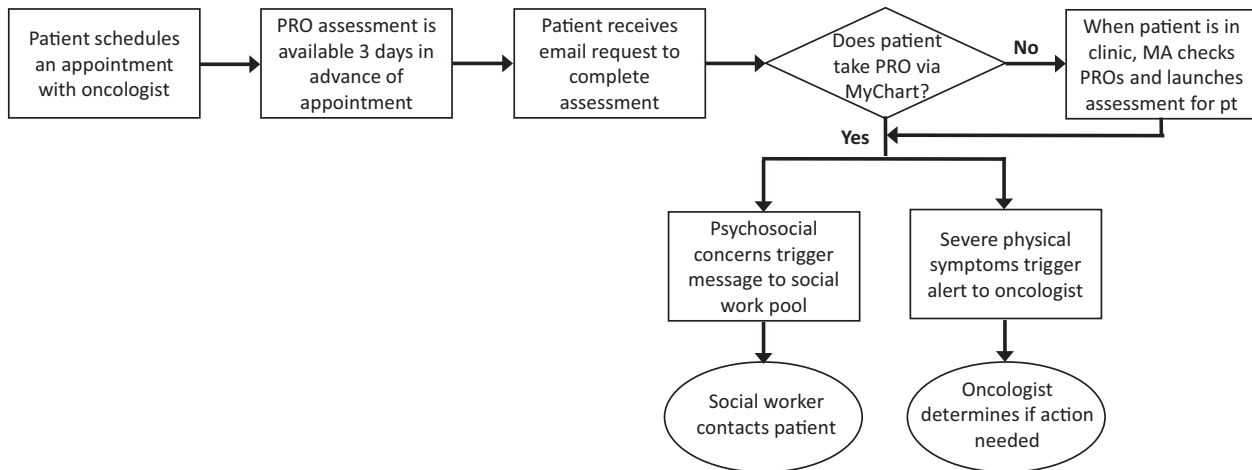 Patient schedules
an appointment
with oncologist
PRO assessment is
available 3 days in
advance of
appointment
Patient receives
email request to
complete
assessment
Does patient
take PRO via
MyChart?
No
When patient is in
clinic, MA checks
PROs and launches
assessment for pt
Yes
Psychosocial
concerns trigger
message to social
work pool
Severe physical
symptoms trigger
alert to oncologist
Social worker
contacts patient
Oncologist
determines if action
needed